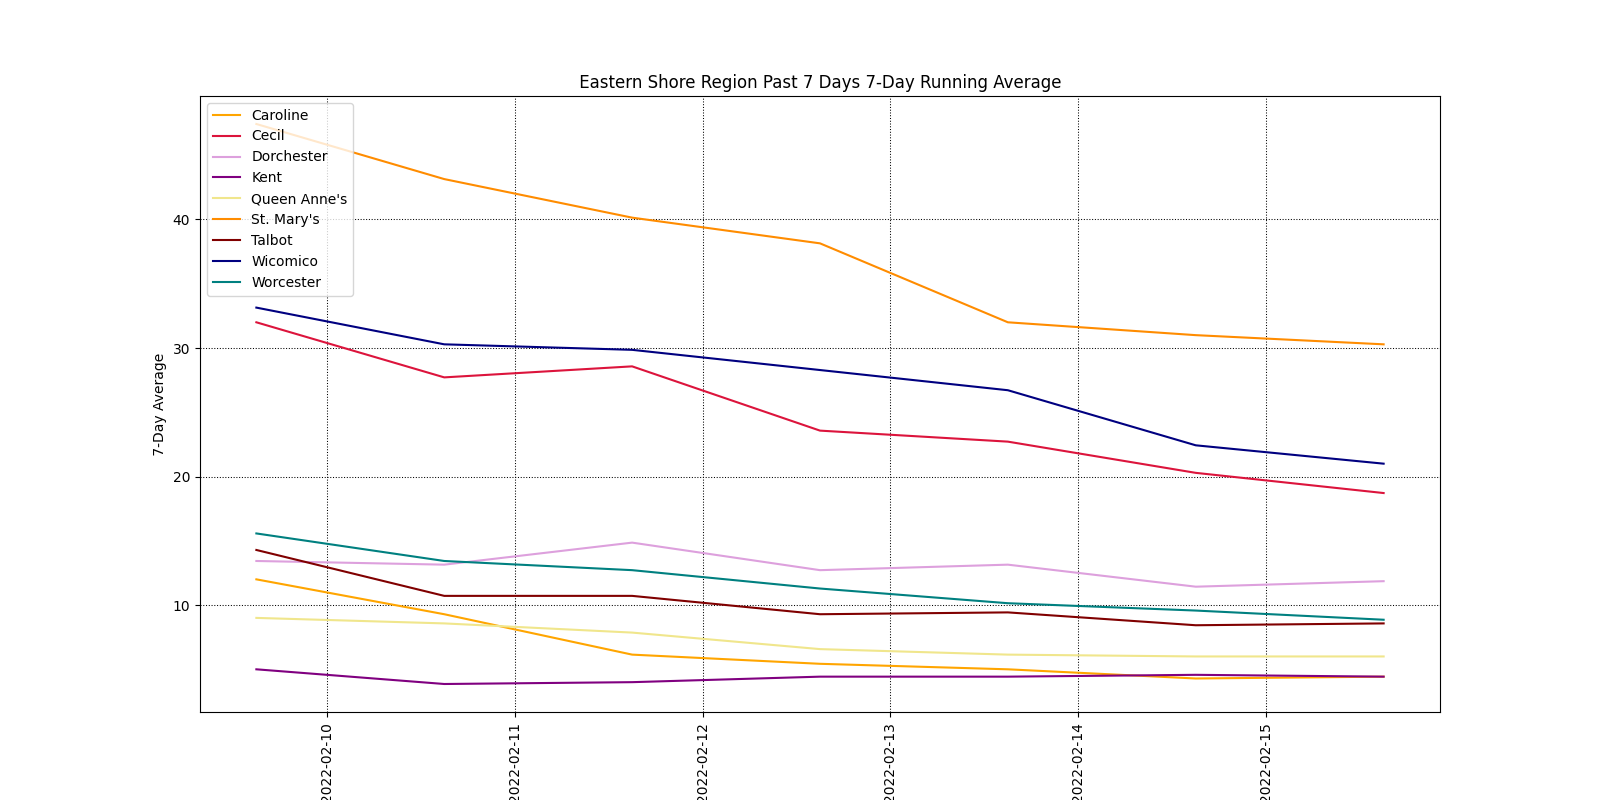 Eastern Shore Region Past 7 Days 7-Day Running Average
Caroline
Cecil
Dorchester
Kent
Queen Anne's
St. Mary's
Talbot
Wicomico
Worcester
40
30
20
10
7-Day Average
2022-02-10
2022-02-11
2022-02-12
2022-02-13
2022-02-14
2022-02-15